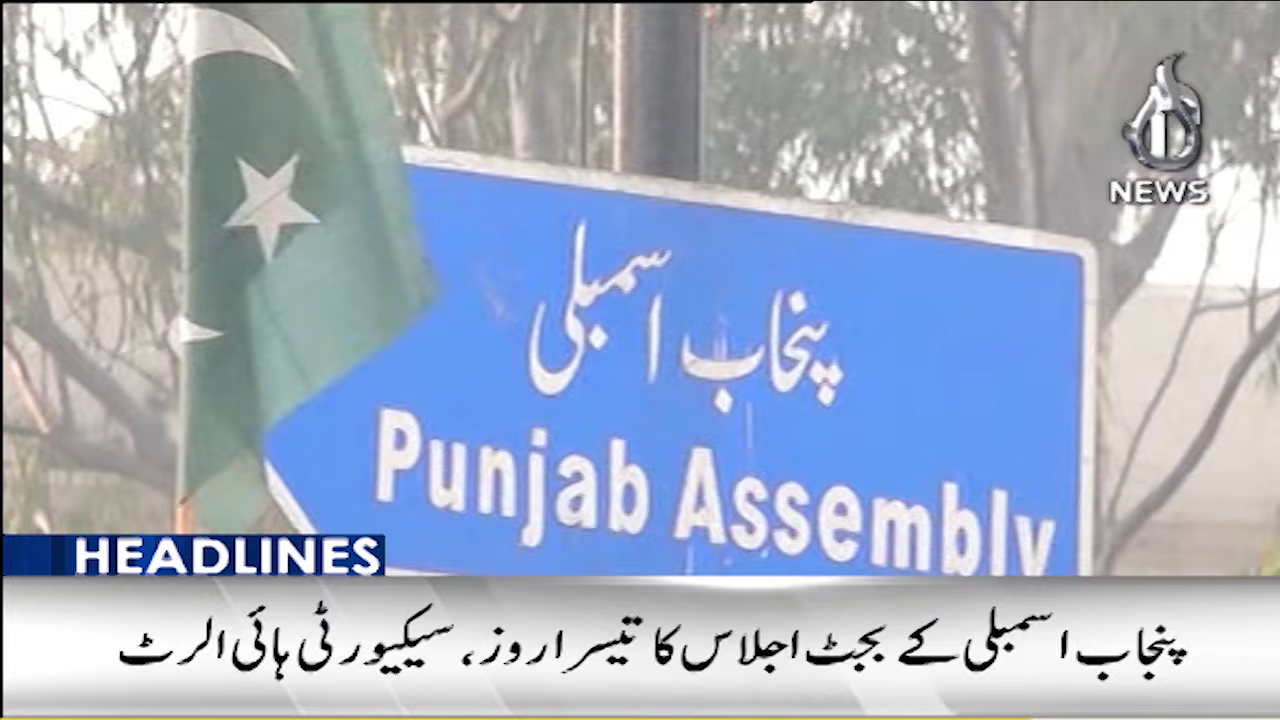 NEWS
پنجاب اسمبلی
Punjab Assembly
HEADLINES
پنجاب اسمبلی کے بجٹ اجلاس کا تیسرا روز، سیکیورٹی ہائی الرٹ